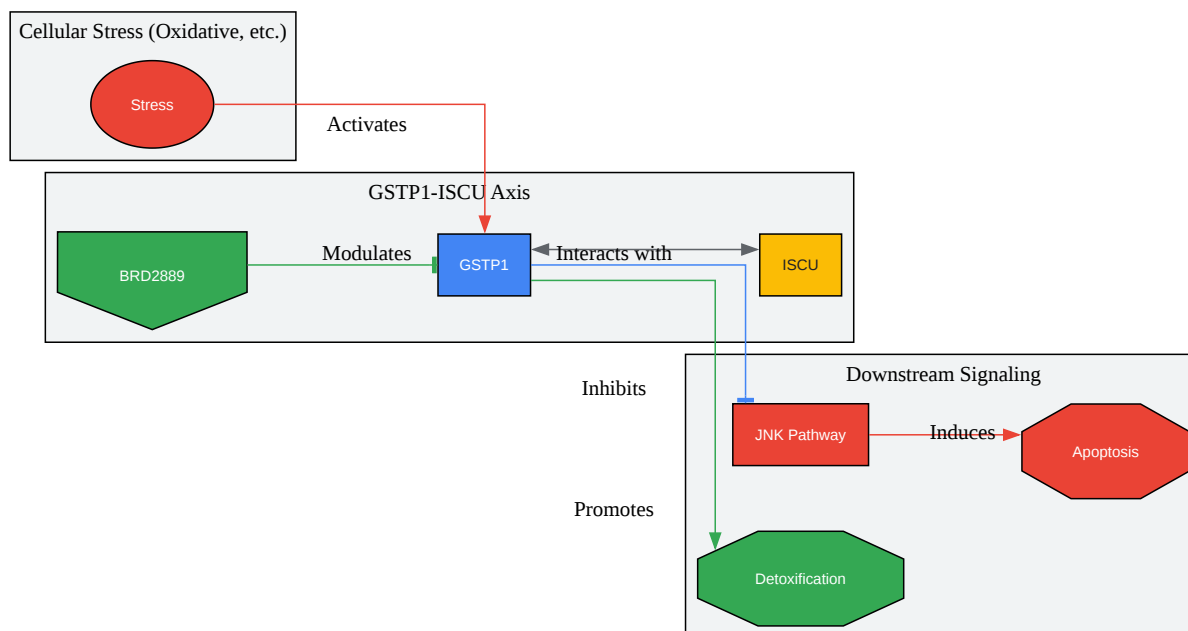 Cellular Stress (Oxidative, etc.)
Stress
Activates
GSTP1-ISCU Axis
BRD2889
Modulates
GSTP1
Interacts with
ISCU
Inhibits
Downstream Signaling
JNK Pathway
Induces
Apoptosis
Promotes
Detoxification